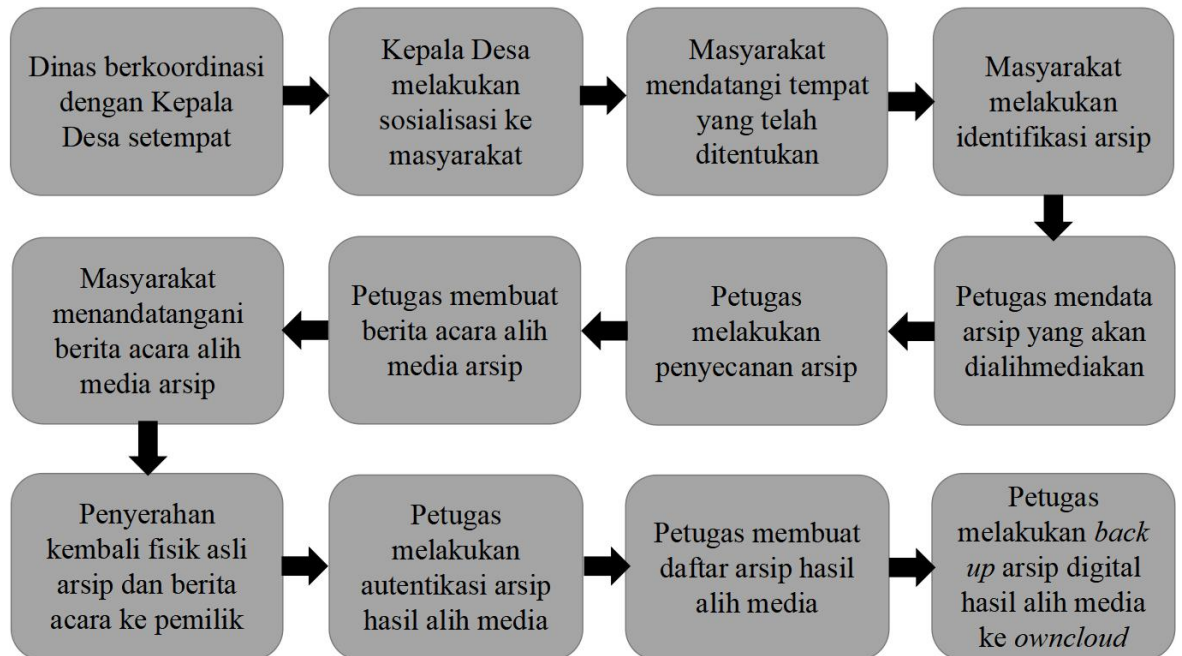 Dinas berkoordinasi
dengan Kepala
Desa setempat
Kepala Desa
melakukan
sosialisasi ke
masyarakat
Masyarakat
mendatangi tempat
yang telah
ditentukan
Masyarakat
melakukan
identifikasi arsip
Petugas mendata
arsip yang akan
dialihmediakan
Petugas
melakukan
penyecanan arsip
Petugas membuat
berita acara alih
media arsip
Masyarakat
menandatangani
berita acara alih
media arsip
Penyerahan
kembali fisik asli
arsip dan berita
acara ke pemilik
Petugas
melakukan
autentikasi arsip
hasil alih media
Petugas membuat
daftar arsip hasil
alih media
Petugas
melakukan back
up arsip digital
hasil alih media
ke owncloud